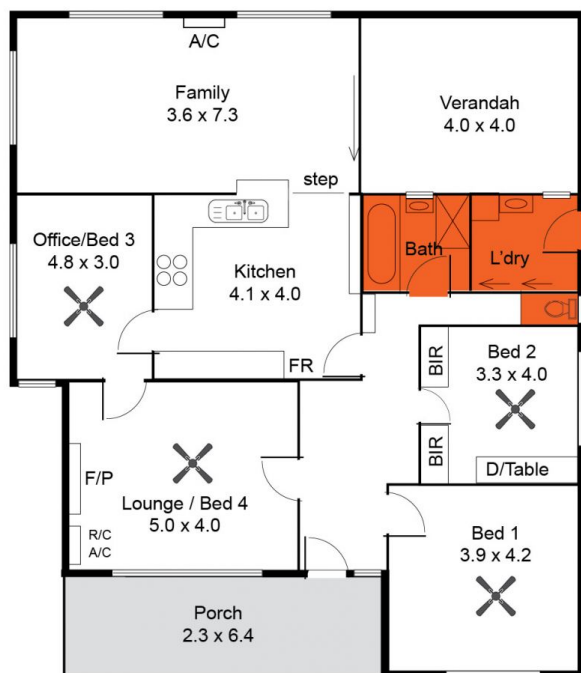 A/C
Family
3.6 x 7.3
Verandah
4.0 x 4.0
step
Office/Bed 3
4.8 x 3.0
Kitchen
4.1 x 4.0
Bath
L'dry
FR
BIR
Bed 2
3.3 x 4.0
BIR
D/Table
F/P
Lounge / Bed 4
5.0 x 4.0
R/C
A/C
Bed 1
3.9 x 4.2
Porch
2.3 x 6.4